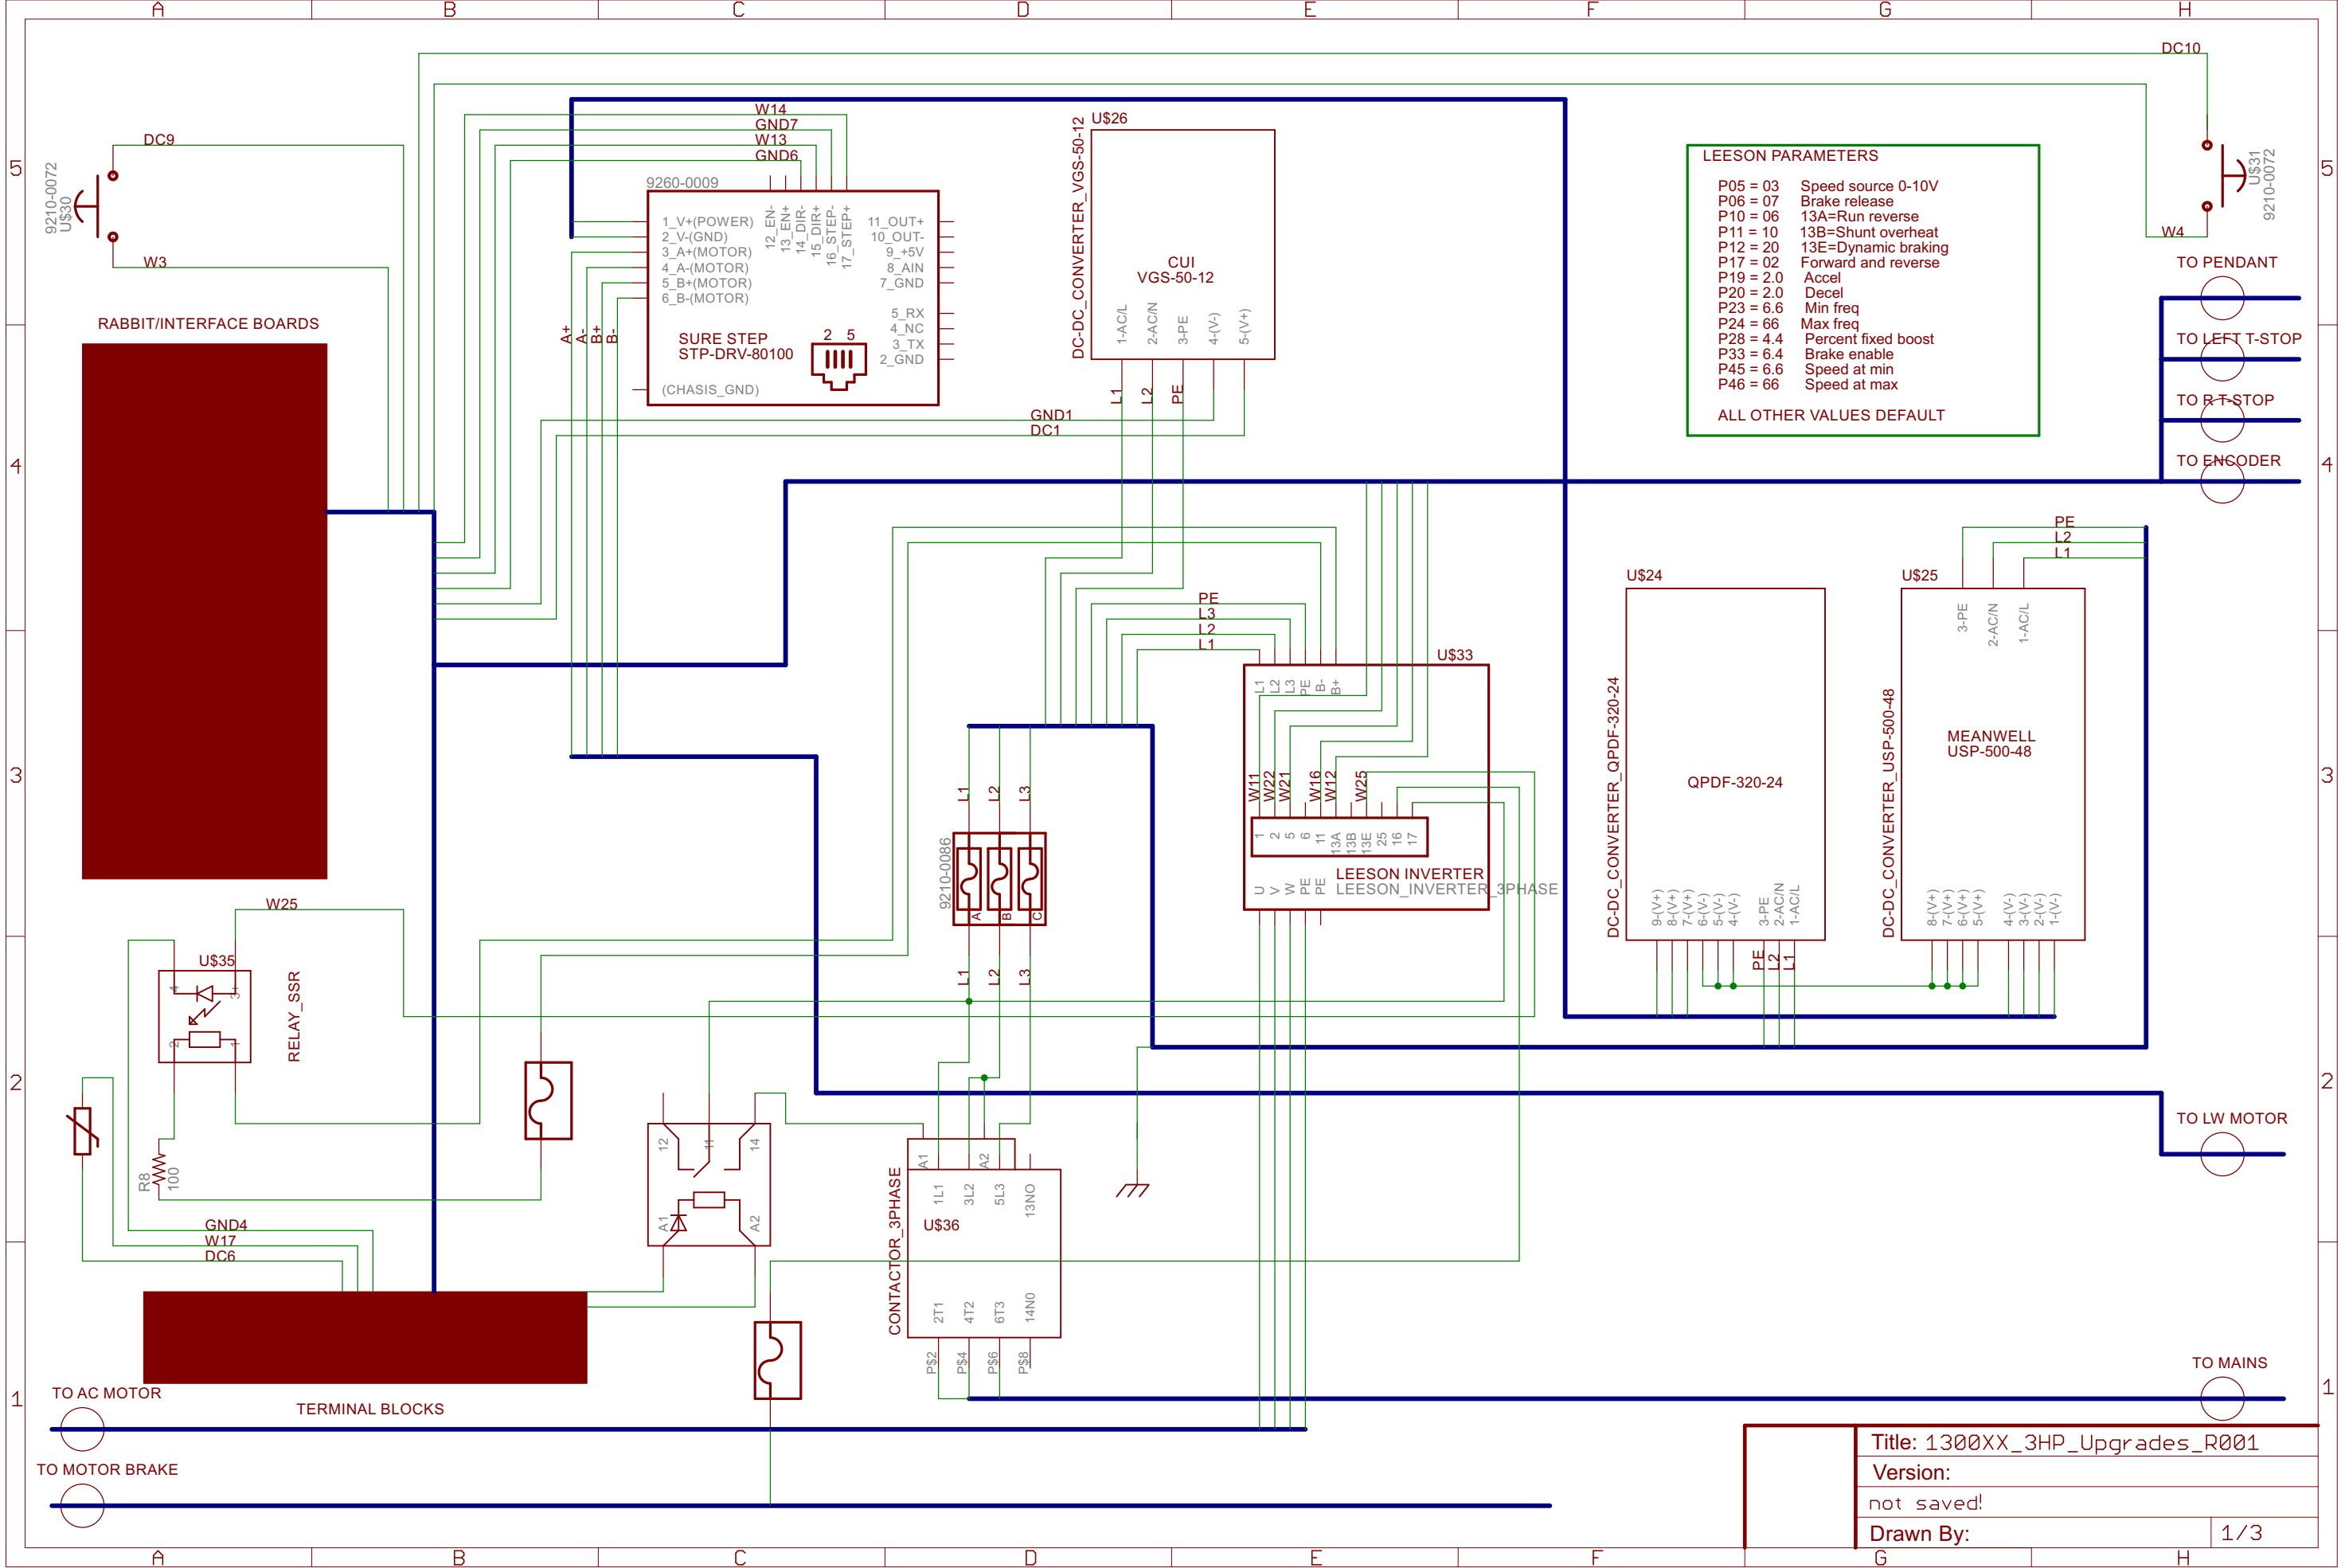 A B C D E F G H
DC10
W14
GND7
W13
GND6
DC9
9210-0072
U$30
W3
5
9260-0009
1_V+(POWER)
2_V-(GND)
3_A+(MOTOR)
4_A-(MOTOR)
5_B+(MOTOR)
6_B-(MOTOR)
12_EN-
13_EN+
14_DIR-
15_DIR+
16_STEP-
17_STEP+
11_OUT+
10_OUT-
9_+5V
8_AIN
7_GND
5_RX
4_NC
3_TX
2_GND
SURE STEP
STP-DRV-80100
2 5
(CHASIS_GND)
A+
A-
B+
B-
U$26
DC-DC_CONVERTER_VGS-50-12
CUI
VGS-50-12
1-AC/L
2-AC/N
3-PE
4-(V-)
5-(V+)
L1
L2
PE
GND1
DC1
LEESON PARAMETERS
P05 = 03 Speed source 0-10V
P06 = 07 Brake release
P10 = 06 13A=Run reverse
P11 = 10 13B=Shunt overheat
P12 = 20 13E=Dynamic braking
P17 = 02 Forward and reverse
P19 = 2.0 Accel
P20 = 2.0 Decel
P23 = 6.6 Min freq
P24 = 66 Max freq
P28 = 4.4 Percent fixed boost
P33 = 6.4 Brake enable
P45 = 6.6 Speed at min
P46 = 66 Speed at max
ALL OTHER VALUES DEFAULT
U$31
9210-0072
5
W4
TO PENDANT
TO LEFT T-STOP
TO R T-STOP
TO ENCODER
RABBIT/INTERFACE BOARDS
4
4
PE
L3
L2
L1
U$33
L1
L2
L3
PE
B-
B+
W11
W22
W21
W16
W12
W25
1
2
5
6
11
13A
13B
13E
25
16
17
LEESON INVERTER
LEESON_INVERTER_3PHASE
U
V
W
PE
PE
U$24
DC-DC_CONVERTER_QPDF-320-24
QPDF-320-24
9-(V+)
8-(V+)
7-(V+)
6-(V-)
5-(V-)
4-(V-)
3-PE
2-AC/N
1-AC/L
PE
L2
L1
PE
L2
L1
U$25
3-PE
2-AC/N
1-AC/L
DC-DC_CONVERTER_USP-500-48
MEANWELL
USP-500-48
8-(V+)
7-(V+)
6-(V+)
5-(V+)
4-(V-)
3-(V-)
2-(V-)
1-(V-)
3
3
L1
L2
L3
9210-0086
A
B
C
L1
L2
L3
W25
U$35
4
3+
2
1
RELAY_SSR
2
2
R8
100
GND4
W17
DC6
12
11
14
A1
A2
CONTACTOR_3PHASE
A1
A2
1L1
3L2
5L3
13NO
U$36
2T1
4T2
6T3
14N0
P$2
P$4
P$6
P$8
TO LW MOTOR
TO MAINS
1
1
TO AC MOTOR
TERMINAL BLOCKS
TO MOTOR BRAKE
Title: 1300XX_3HP_Upgrades_R001
Version:
not saved!
Drawn By:
1/3
A B C D E F G H